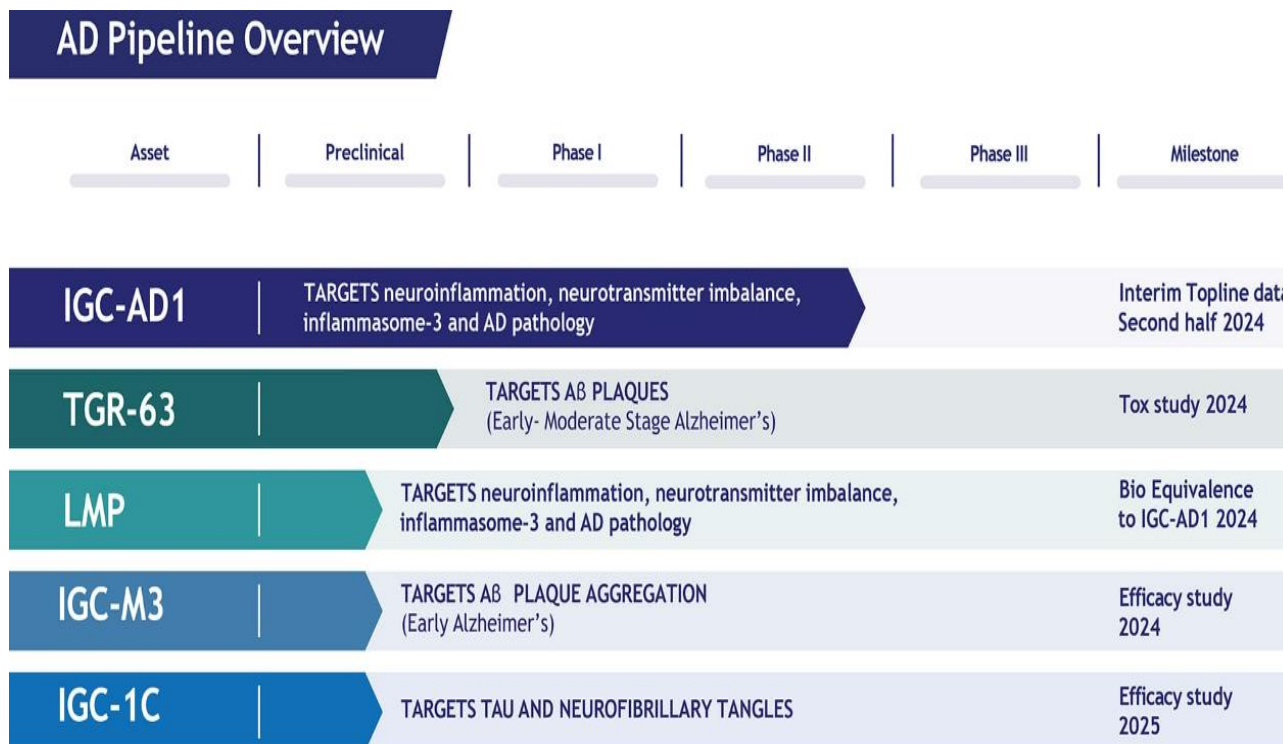 AD Pipeline Overview
Asset Preclinical Phase I Phase II Phase III Milestone
IGC-AD1
TARGETS neuroinflammation, neurotransmitter imbalance,
inflammasome-3 and AD pathology
Interim Topline data
Second half 2024
TGR-63
TARGETS Aß PLAQUES
(Early- Moderate Stage Alzheimer's)
Tox study 2024
LMP
TARGETS neuroinflammation, neurotransmitter imbalance,
inflammasome-3 and AD pathology
Bio Equivalence
to IGC-AD1 2024
IGC-M3
TARGETS Aß PLAQUE AGGREGATION
(Early Alzheimer's)
Efficacy study
2024
IGC-1C
TARGETS TAU AND NEUROFIBRILLARY TANGLES
Efficacy study
2025